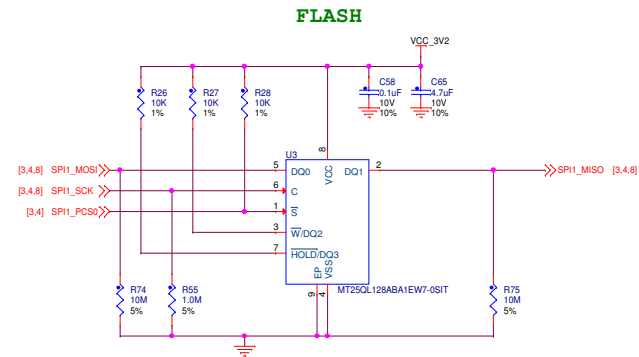 FLASH
VCC_3V2
R26
10K
1%
R27
10K
1%
R28
10K
1%
C58
0.1uF
10V
10%
C65
4.7uF
10V
10%
U3
8
[3,4,8] SPI1_MOSI
5
DQ0
VCC
DQ1
2
SPI1_MISO [3,4,8]
[3,4,8] SPI1_SCK
6
C
[3,4] SPI1_PCS0
1
S
3
W/DQ2
7
HOLD/DQ3
EP
VSS
9
4
MT25QL128ABA1EW7-0SIT
R74
10M
5%
R55
1.0M
5%
R75
10M
5%